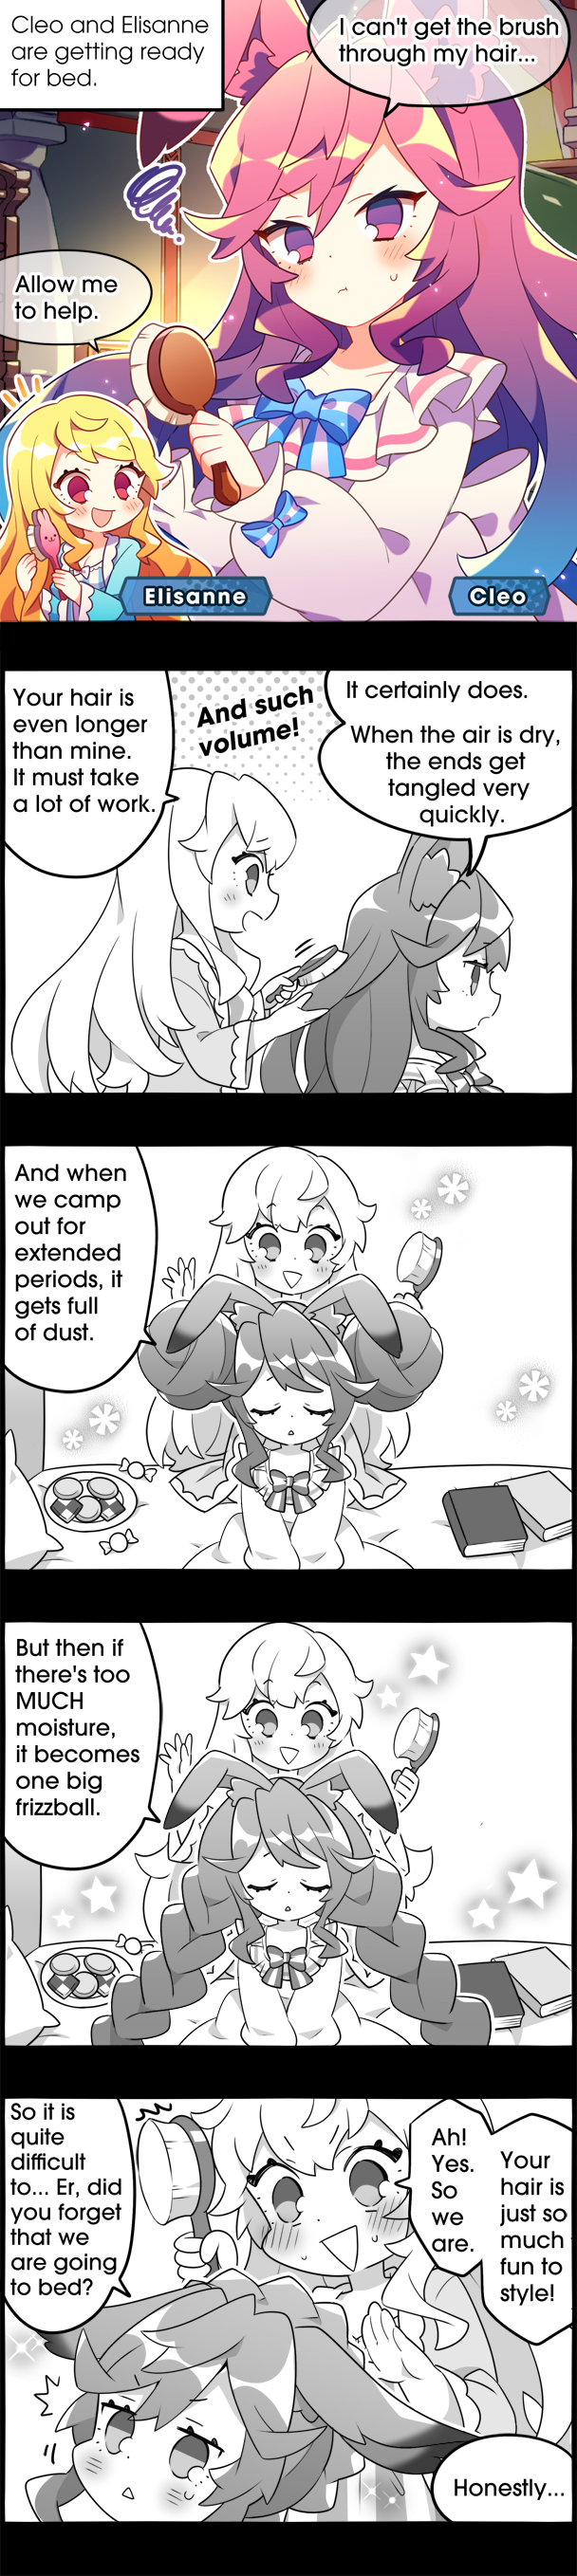 Cleo and Elisanne
are getting ready
for bed.
I can't get the brush
through my hair...
Allow me
to help.
Elisanne
Cleo
Your hair is
even longer
than mine.
It must take
a lot of work.
And such
volume!
It certainly does.
When the air is dry,
the ends get
tangled very
quickly.
And when
we camp
out for
extended
periods, it
gets full
of dust.
But then if
there's too
MUCH
moisture,
it becomes
one big
frizzball.
So it is
quite
difficult
to... Er, did
you forget
that we
are going
to bed?
Ah!
Yes.
So
we
are.
Your
hair is
just so
much
fun to
style!
Honestly...